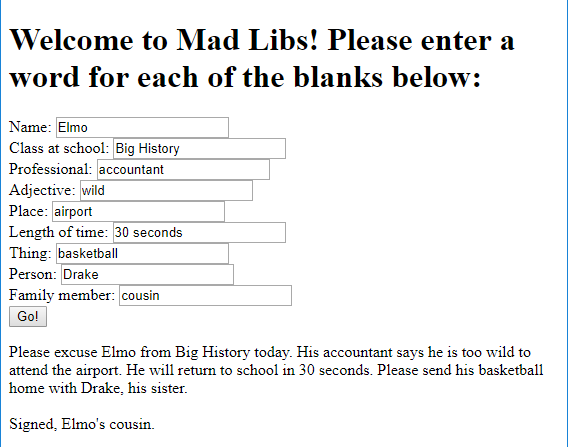 Welcome to Mad Libs! Please enter a
word for each of the blanks below:
Name: Elmo
Class at school: Big History
Professional: accountant
Adjective: wild
Place: airport
Length of time: 30 seconds
Thing: basketball
Person: Drake
Family member: cousin
Go!
Please excuse Elmo from Big History today. His accountant says he is too wild to
attend the airport. He will return to school in 30 seconds. Please send his basketball
home with Drake, his sister.
Signed, Elmo's cousin.